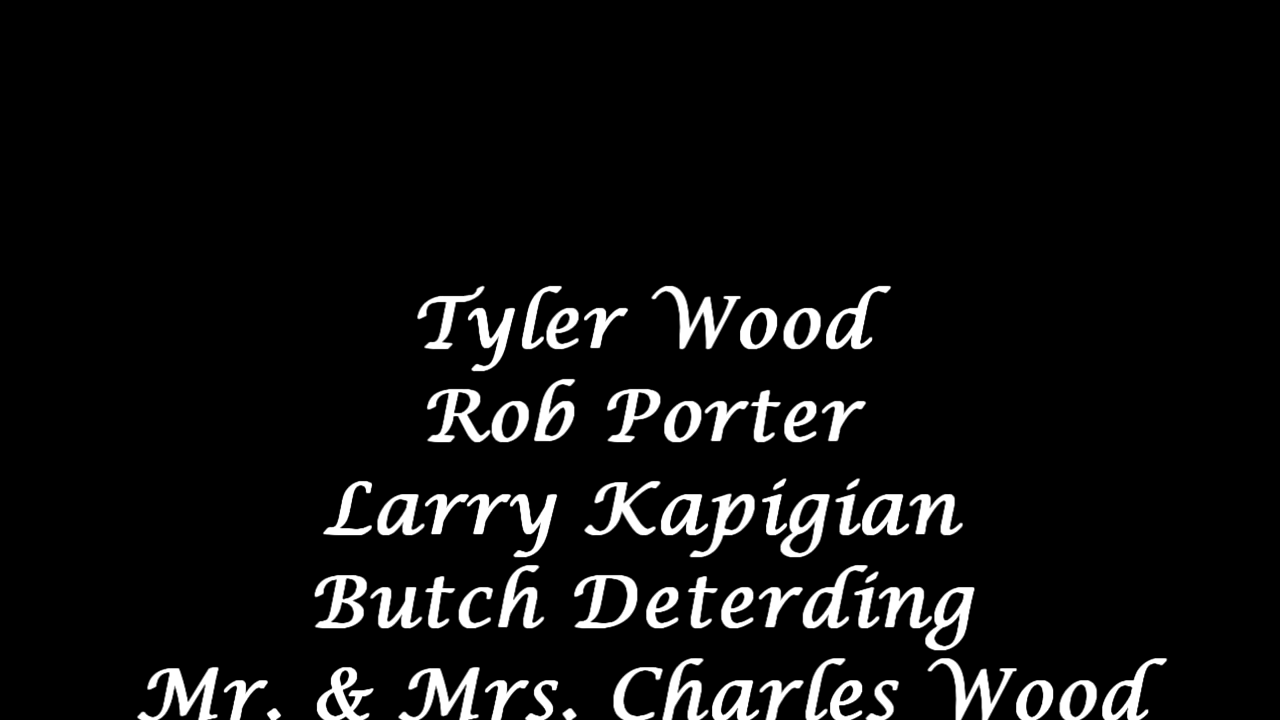 Tyler Wood
Rob Porter
Larry Kapigian
Butch Deterding
Mr. & Mrs. Charles Wood